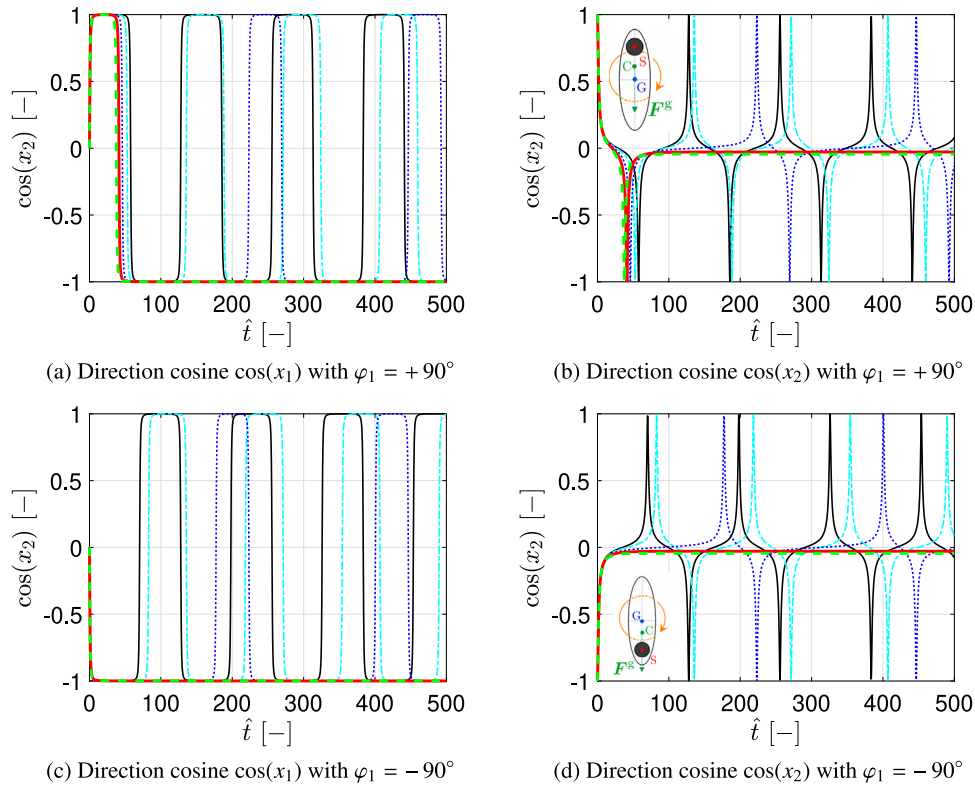 1
0.5
0
-0.5
-1
cos(x₂) [−]
0 100 200 300 400 500
t̂ [−]
(a) Direction cosine cos(x₁) with φ₁ = + 90°
1
0.5
0
-0.5
-1
cos(x₂) [−]
S
C
G
F^g
0 100 200 300 400 500
t̂ [−]
(b) Direction cosine cos(x₂) with φ₁ = + 90°
1
0.5
0
-0.5
-1
cos(x₂) [−]
0 100 200 300 400 500
t̂ [−]
(c) Direction cosine cos(x₁) with φ₁ = − 90°
1
0.5
0
-0.5
-1
cos(x₂) [−]
G
C
S
F^g
0 100 200 300 400 500
t̂ [−]
(d) Direction cosine cos(x₂) with φ₁ = − 90°